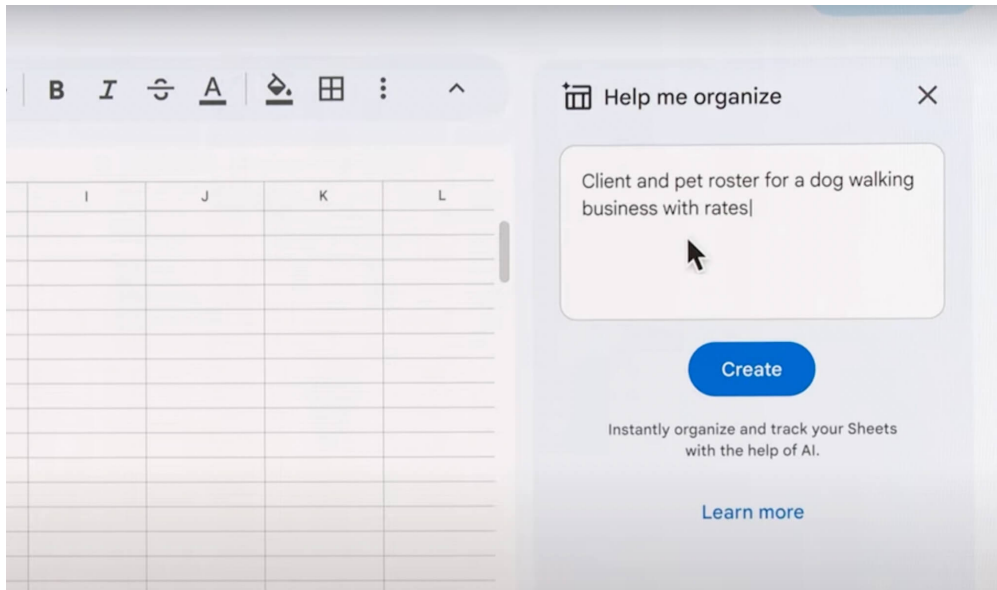 B I S A
Help me organize
I J K L
Client and pet roster for a dog walking
business with rates
Create
Instantly organize and track your Sheets
with the help of AI.
Learn more